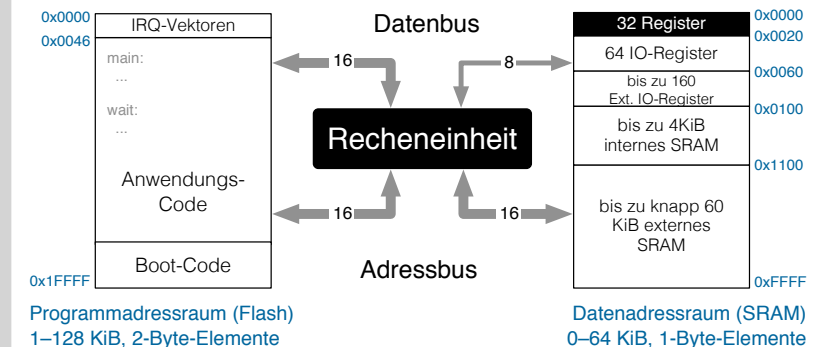 0x0000
0x0046
IRQ-Vektoren
main:
...
wait:
...
Anwendungs-
Code
Boot-Code
0x1FFFF
Programmadressraum (Flash)
1–128 KiB, 2-Byte-Elemente
Datenbus
16
8
Recheneinheit
16
16
Adressbus
32 Register
64 IO-Register
bis zu 160
Ext. IO-Register
bis zu 4KiB
internes SRAM
bis zu knapp 60
KiB externes
SRAM
0x0000
0x0020
0x0060
0x0100
0x1100
0xFFFF
Datenadressraum (SRAM)
0–64 KiB, 1-Byte-Elemente